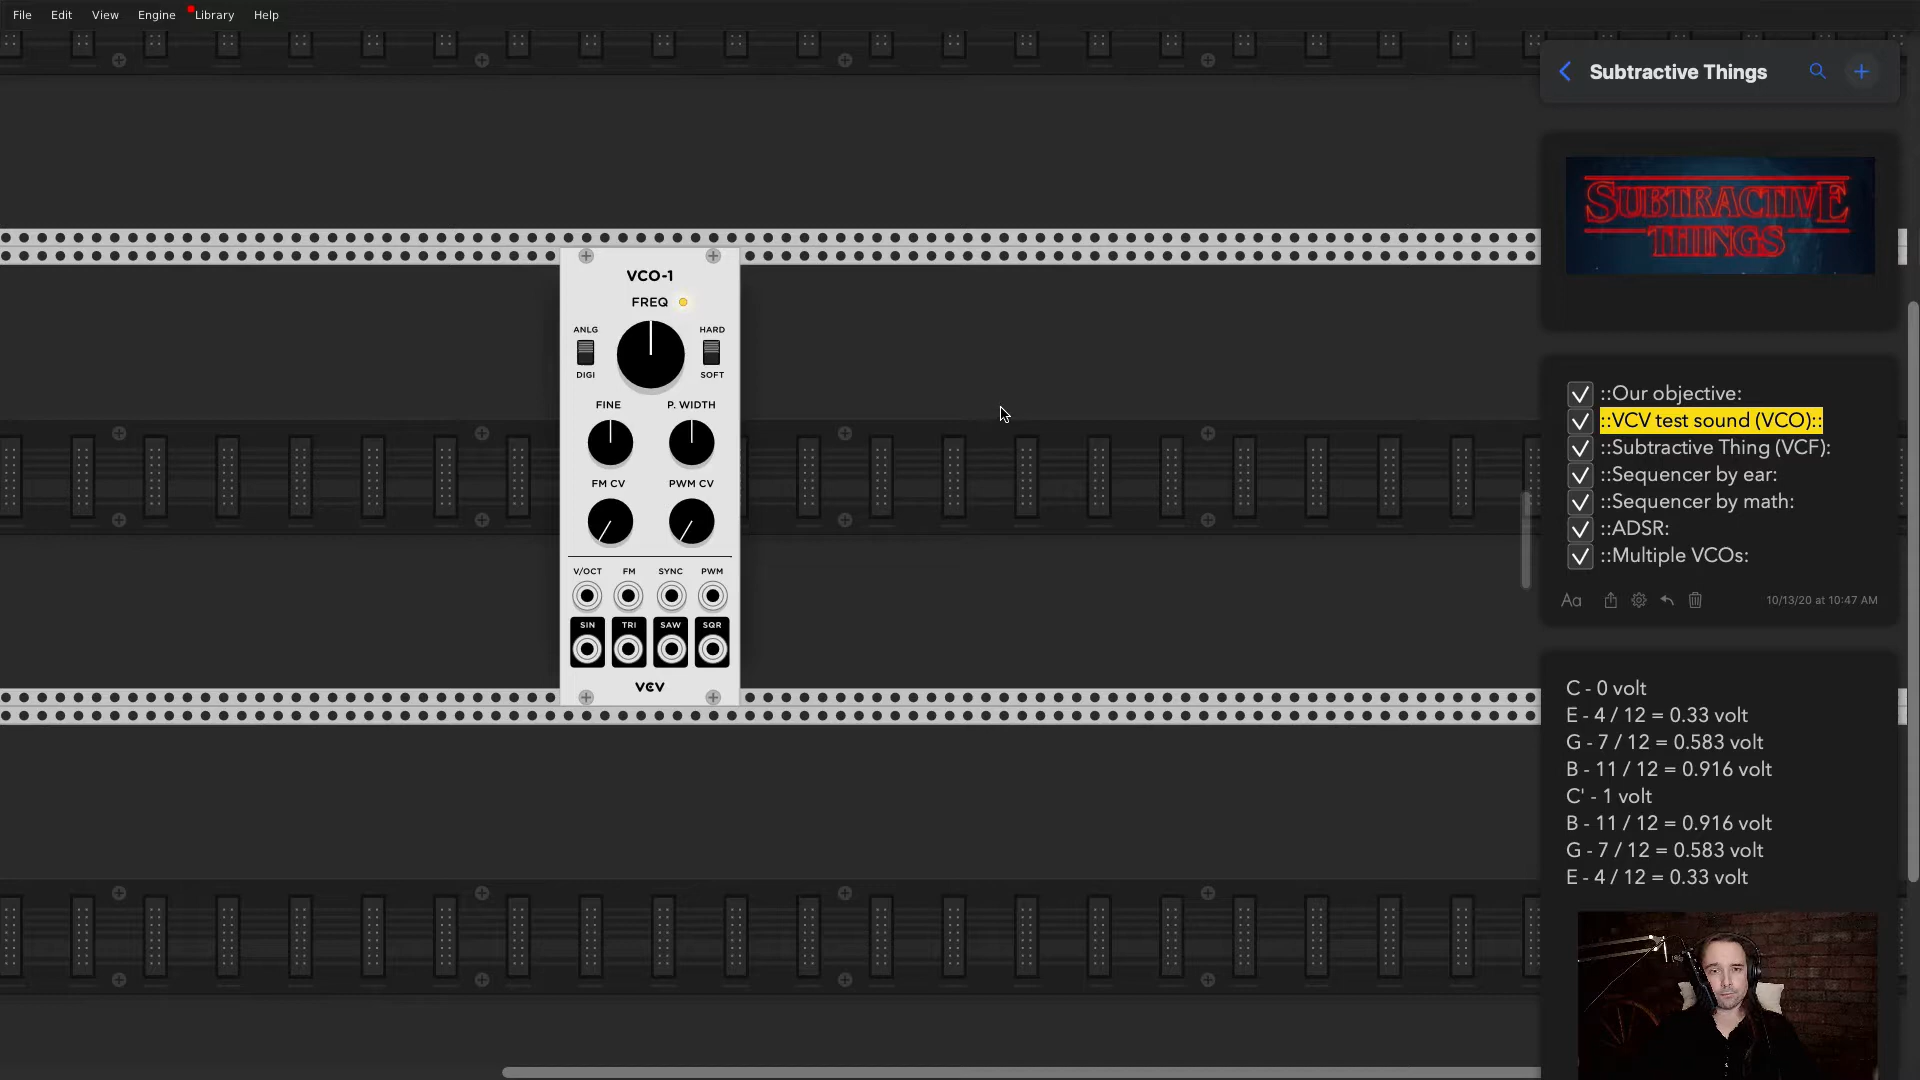 File Edit View Engine Library Help
Subtractive Things
SUBTRACTIVE
THINGS
VCO-1
FREQ
ANLG HARD
DIGI SOFT
FINE P. WIDTH
FM CV PWM CV
V/OCT FM SYNC PWM
SIN TRI SAW SQR
VCV
::Our objective:
::VCV test sound (VCO)::
::Subtractive Thing (VCF):
::Sequencer by ear:
::Sequencer by math:
::ADSR:
::Multiple VCOs:
Aa 10/13/20 at 10:47 AM
C - 0 volt
E - 4 / 12 = 0.33 volt
G - 7 / 12 = 0.583 volt
B - 11 / 12 = 0.916 volt
C' - 1 volt
B - 11 / 12 = 0.916 volt
G - 7 / 12 = 0.583 volt
E - 4 / 12 = 0.33 volt